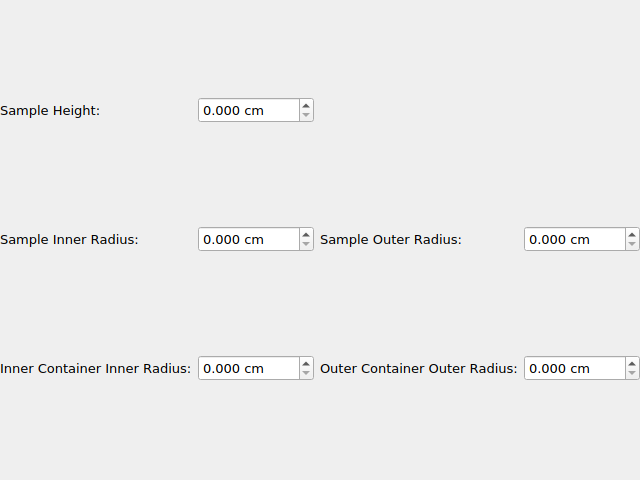 Sample Height: 0.000 cm
Sample Inner Radius: 0.000 cm Sample Outer Radius: 0.000 cm
Inner Container Inner Radius: 0.000 cm Outer Container Outer Radius: 0.000 cm